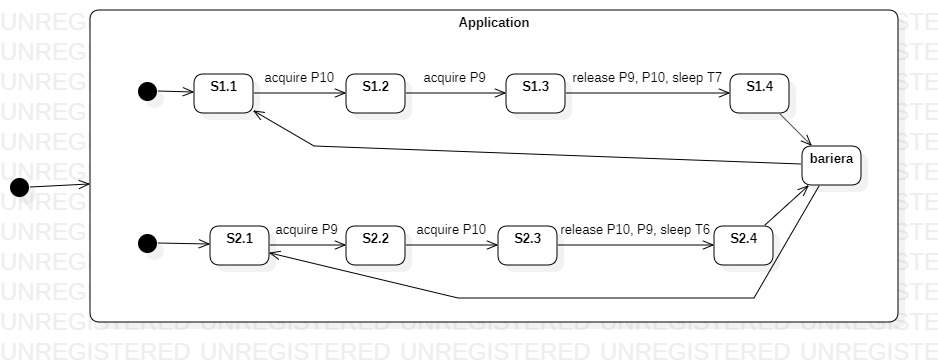 Application
S1.1
acquire P10
S1.2
acquire P9
S1.3
release P9, P10, sleep T7
S1.4
bariera
S2.1
acquire P9
S2.2
acquire P10
S2.3
release P10, P9, sleep T6
S2.4
UNREGISTERED UNREGISTERED UNREGISTERED UNREGISTERED UNREGISTERED